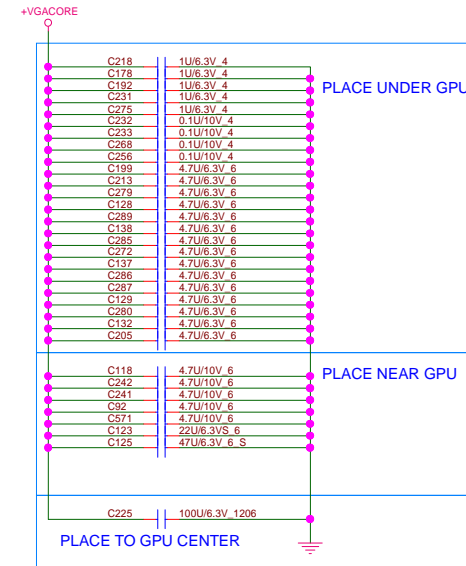 +VGACORE
C218 1U/6.3V_4
C178 1U/6.3V_4
C192 1U/6.3V_4
PLACE UNDER GPU
C231 1U/6.3V_4
C275 1U/6.3V_4
C232 0.1U/10V_4
C233 0.1U/10V_4
C268 0.1U/10V_4
C256 0.1U/10V_4
C199 4.7U/6.3V_6
C213 4.7U/6.3V_6
C279 4.7U/6.3V_6
C128 4.7U/6.3V_6
C289 4.7U/6.3V_6
C138 4.7U/6.3V_6
C285 4.7U/6.3V_6
C272 4.7U/6.3V_6
C137 4.7U/6.3V_6
C286 4.7U/6.3V_6
C287 4.7U/6.3V_6
C129 4.7U/6.3V_6
C280 4.7U/6.3V_6
C132 4.7U/6.3V_6
C205 4.7U/6.3V_6
C118 4.7U/10V_6
PLACE NEAR GPU
C242 4.7U/10V_6
C241 4.7U/10V_6
C92 4.7U/10V_6
C571 4.7U/10V_6
C123 22U/6.3VS_6
C125 47U/6.3V_6_S
C225 100U/6.3V_1206
PLACE TO GPU CENTER